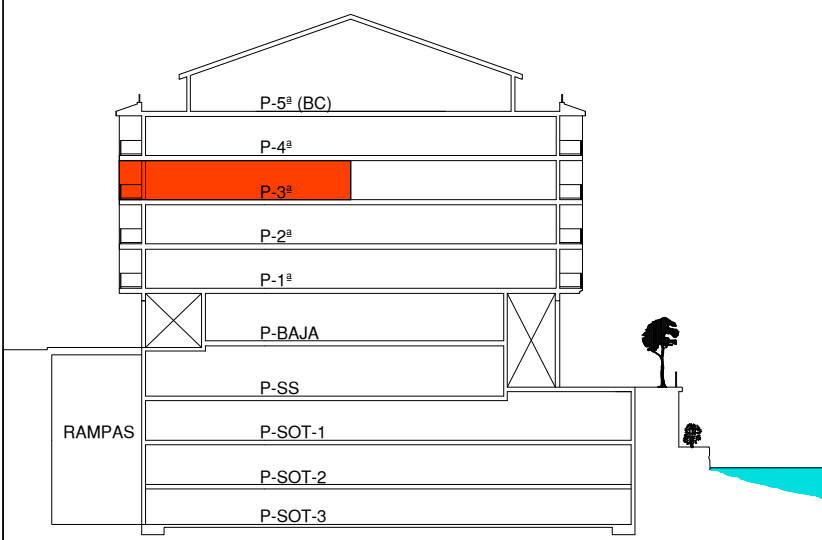 P-5ª (BC)
P-4ª
P-3ª
P-2ª
P-1ª
P-BAJA
P-SS
RAMPAS
P-SOT-1
P-SOT-2
P-SOT-3